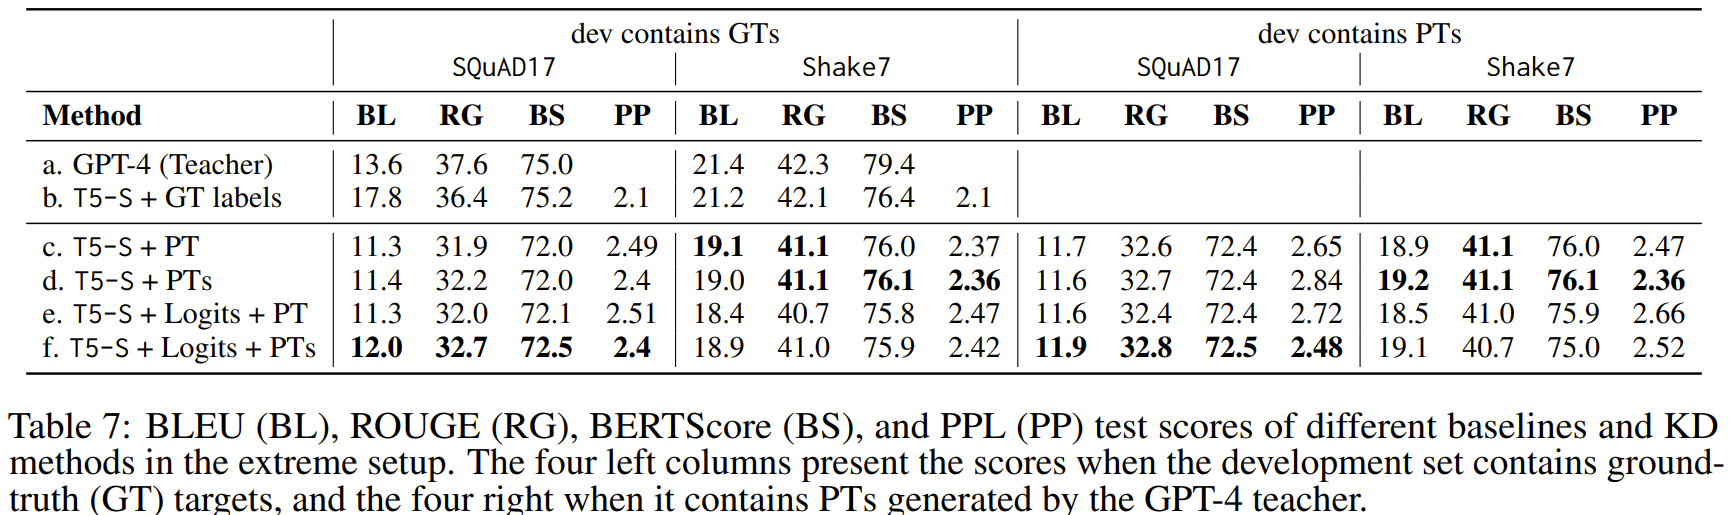 dev contains GTs dev contains PTs
SQuAD17 Shake7 SQuAD17 Shake7
Method BL RG BS PP BL RG BS PP BL RG BS PP BL RG BS PP
a. GPT-4 (Teacher) 13.6 37.6 75.0 21.4 42.3 79.4
b. T5-S + GT labels 17.8 36.4 75.2 2.1 21.2 42.1 76.4 2.1
c. T5-S + PT 11.3 31.9 72.0 2.49 19.1 41.1 76.0 2.37 11.7 32.6 72.4 2.65 18.9 41.1 76.0 2.47
d. T5-S + PTs 11.4 32.2 72.0 2.4 19.0 41.1 76.1 2.36 11.6 32.7 72.4 2.84 19.2 41.1 76.1 2.36
e. T5-S + Logits + PT 11.3 32.0 72.1 2.51 18.4 40.7 75.8 2.47 11.6 32.4 72.4 2.72 18.5 41.0 75.9 2.66
f. T5-S + Logits + PTs 12.0 32.7 72.5 2.4 18.9 41.0 75.9 2.42 11.9 32.8 72.5 2.48 19.1 40.7 75.0 2.52
Table 7: BLEU (BL), ROUGE (RG), BERTScore (BS), and PPL (PP) test scores of different baselines and KD
methods in the extreme setup. The four left columns present the scores when the development set contains ground-
truth (GT) targets, and the four right when it contains PTs generated by the GPT-4 teacher.